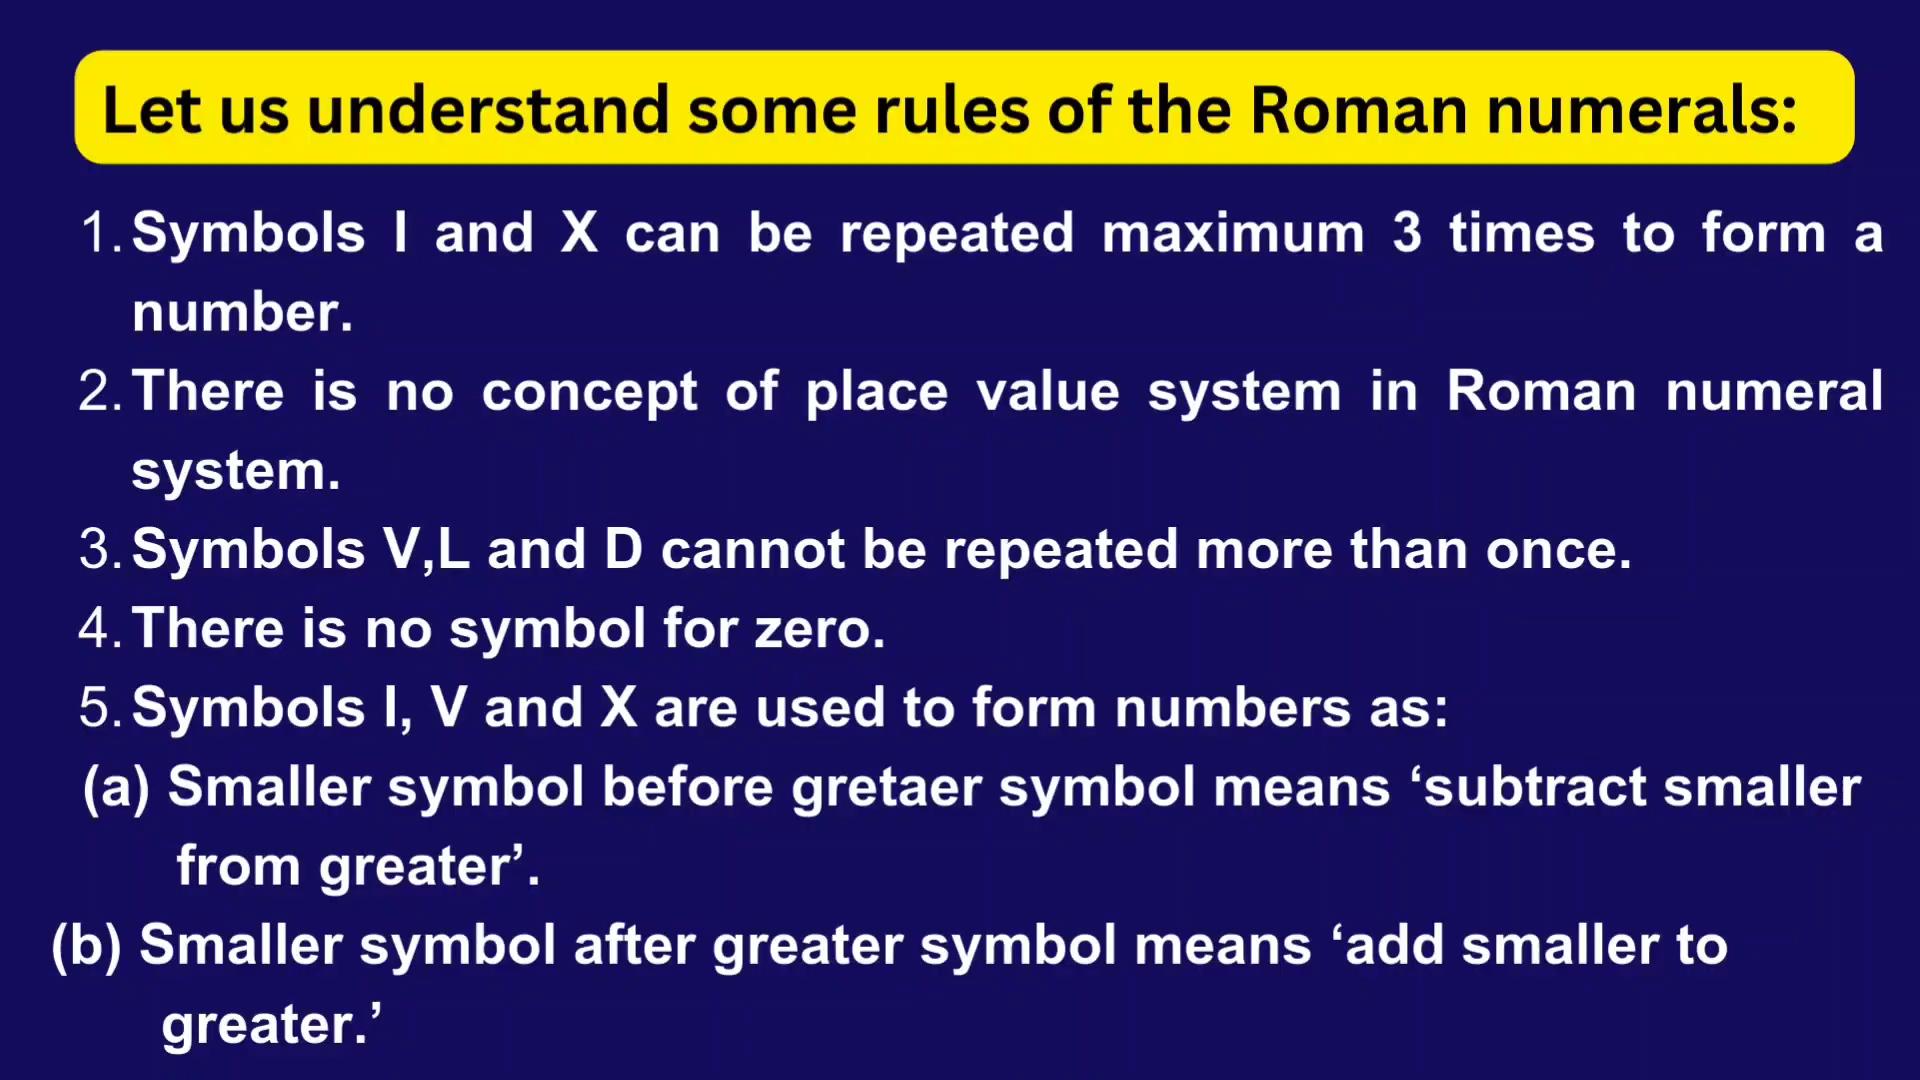 Let us understand some rules of the Roman numerals:
1. Symbols I and X can be repeated maximum 3 times to form a
number.
2. There is no concept of place value system in Roman numeral
system.
3. Symbols V,L and D cannot be repeated more than once.
4. There is no symbol for zero.
5. Symbols I, V and X are used to form numbers as:
(a) Smaller symbol before gretaer symbol means ‘subtract smaller
from greater’.
(b) Smaller symbol after greater symbol means ‘add smaller to
greater.’